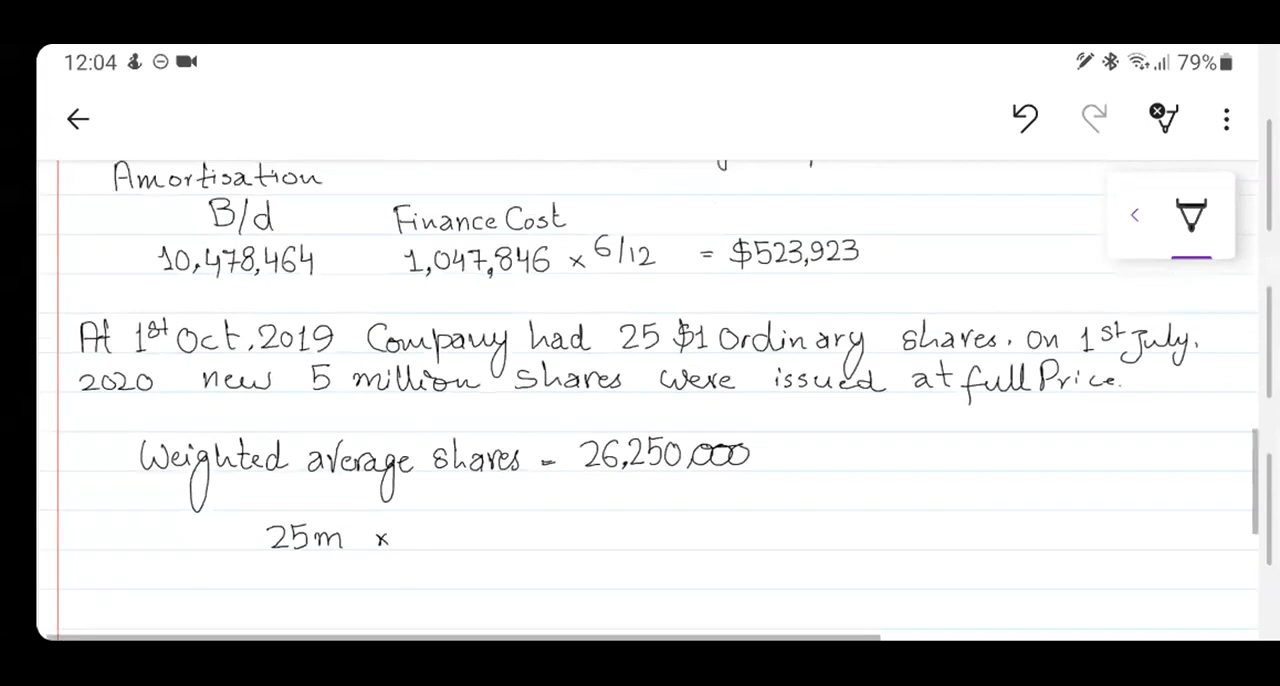 12:04 79%
Amortisation
B/d Finance Cost
10,478,464 1,047,846 × 6/12 = $523,923
At 1st Oct, 2019 Company had 25 $1 Ordinary shares. On 1st July,
2020 new 5 million shares were issued at full Price.
Weighted average shares = 26,250,000
25m ×